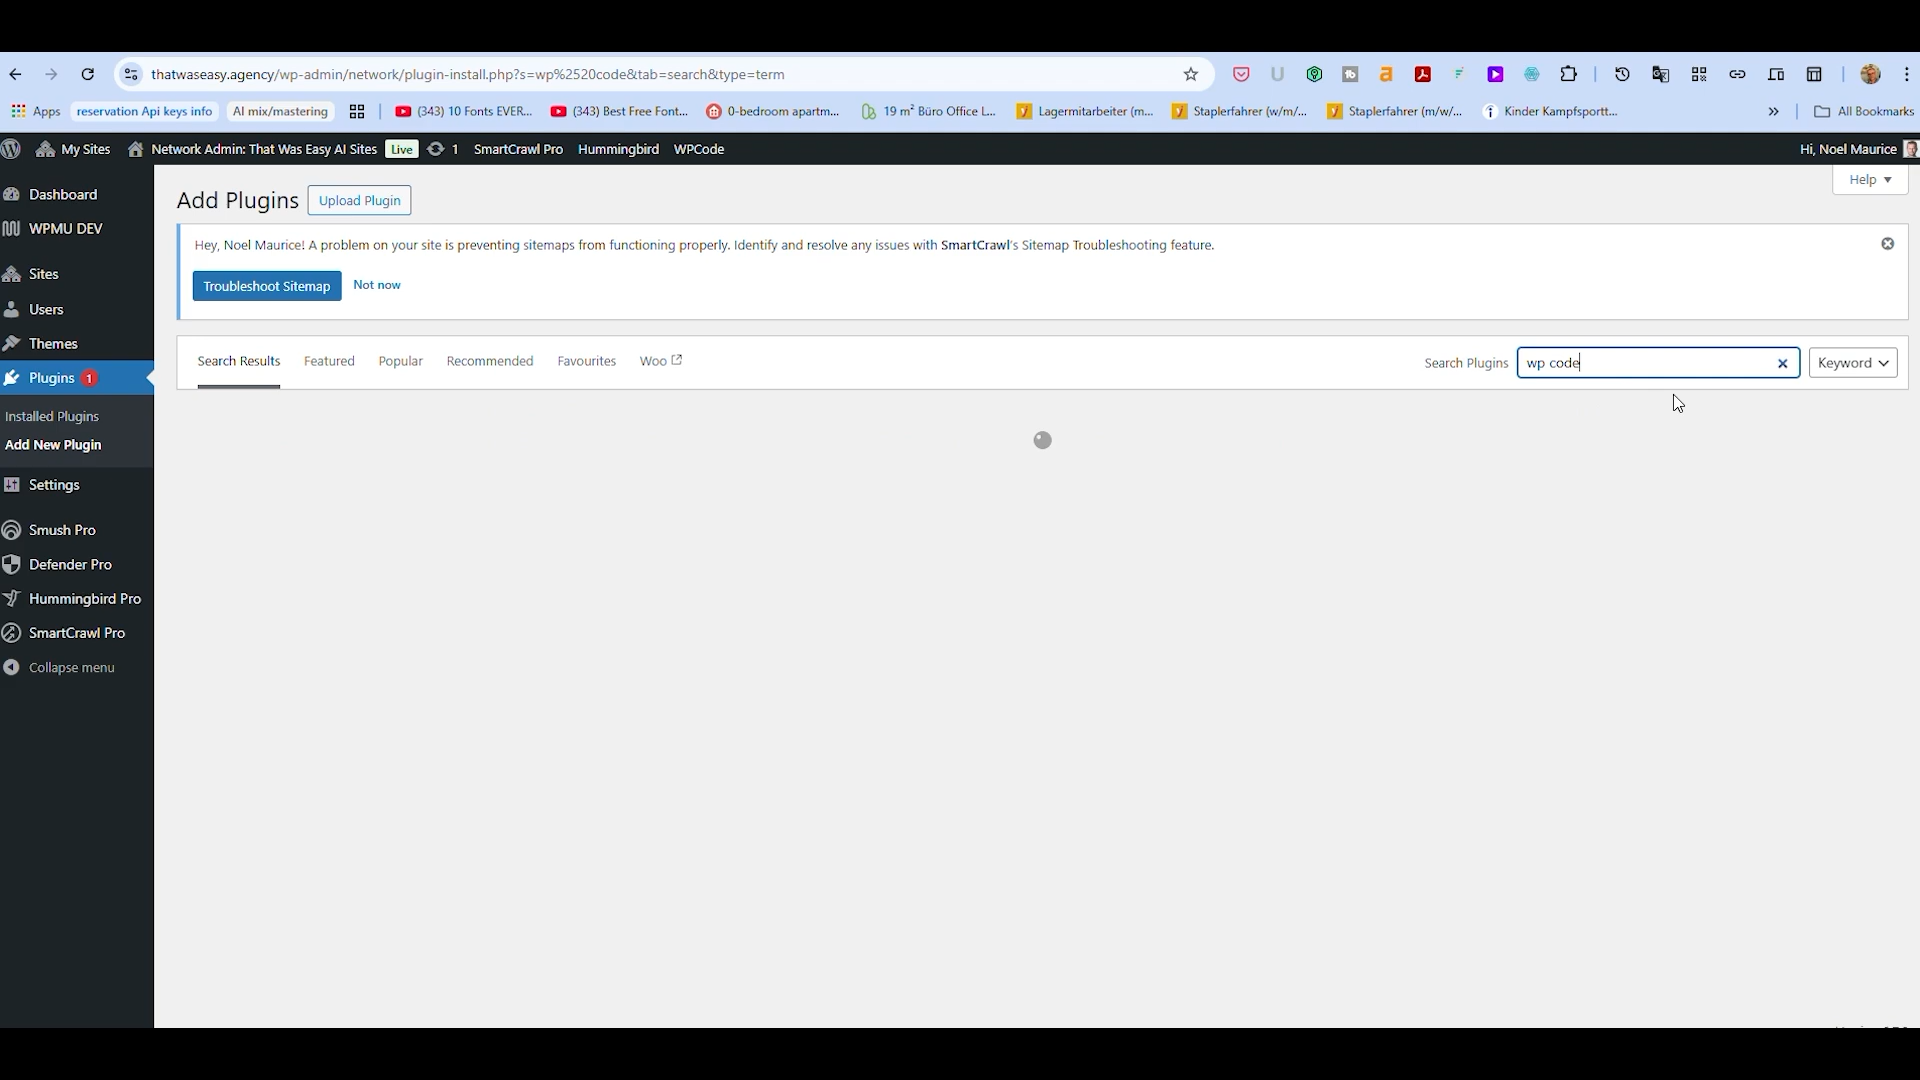 thatwaseasy.agency/wp-admin/network/plugin-install.php?s=wp%2520code&tab=search&type=term
Apps
reservation Api keys info
AI mix/mastering
(343) 10 Fonts EVER...
(343) Best Free Font...
0-bedroom apartm...
19 m² Büro Office L...
Lagermitarbeiter (m...
Staplerfahrer (w/m/...
Staplerfahrer (m/w/...
Kinder Kampfsportt...
»
All Bookmarks
My Sites
Network Admin: That Was Easy AI Sites
Live
1
SmartCrawl Pro
Hummingbird
WPCode
Hi, Noel Maurice
Dashboard
WPMU DEV
Sites
Users
Themes
Plugins 1
Installed Plugins
Add New Plugin
Settings
Smush Pro
Defender Pro
Hummingbird Pro
SmartCrawl Pro
Collapse menu
Help
Add Plugins
Upload Plugin
Hey, Noel Maurice! A problem on your site is preventing sitemaps from functioning properly. Identify and resolve any issues with SmartCrawl's Sitemap Troubleshooting feature.
Troubleshoot Sitemap
Not now
Search Results
Featured
Popular
Recommended
Favourites
Woo
Search Plugins
wp code
Keyword